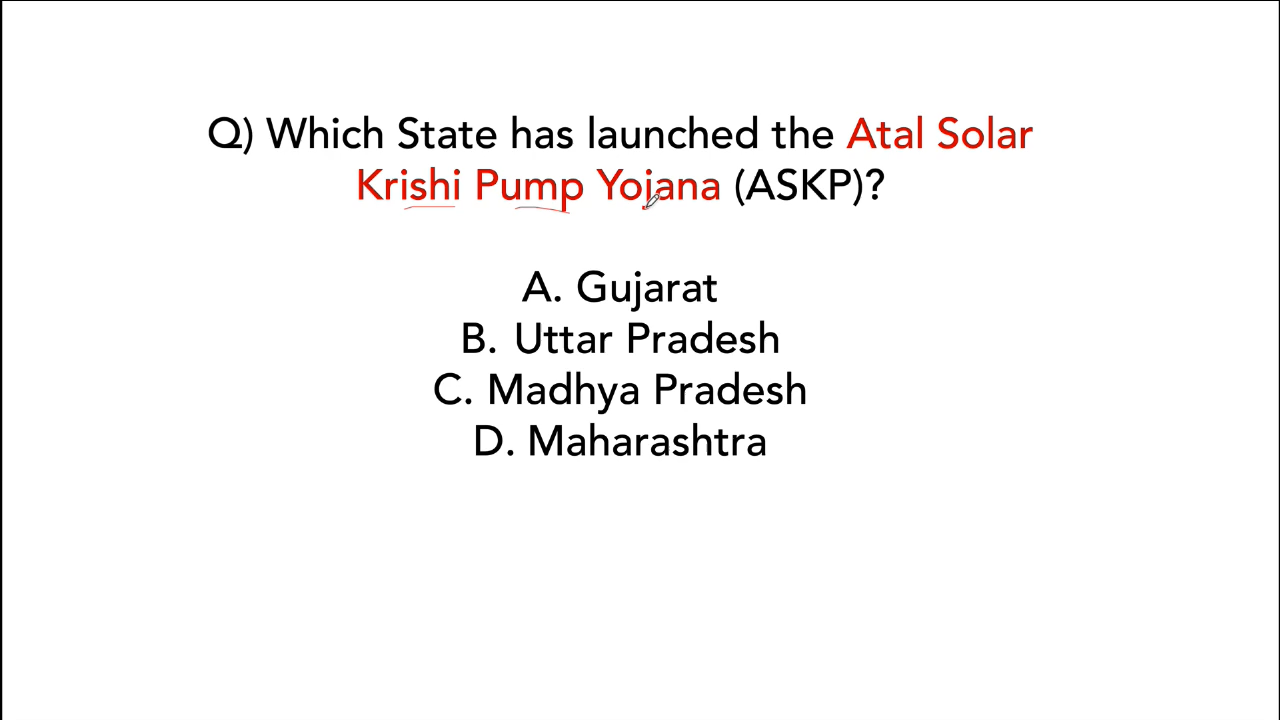 Q) Which State has launched the Atal Solar
Krishi Pump Yojana (ASKP)?
A. Gujarat
B. Uttar Pradesh
C. Madhya Pradesh
D. Maharashtra